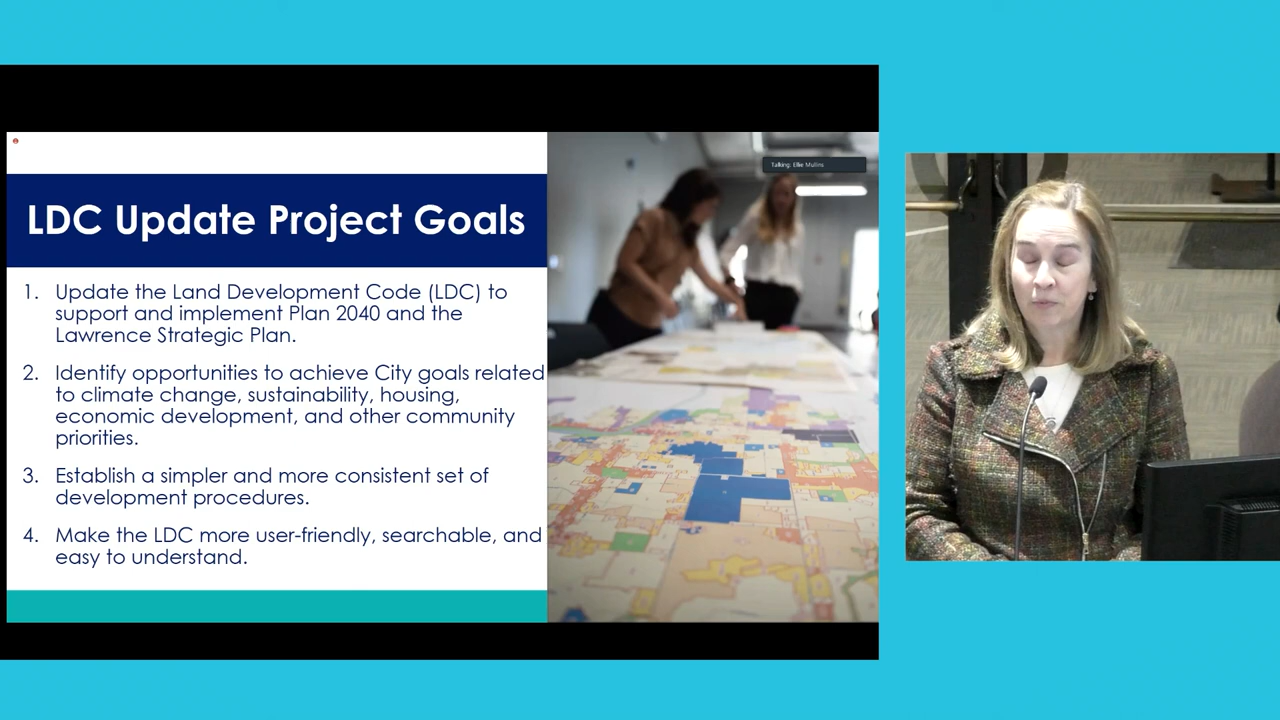 LDC Update Project Goals
1. Update the Land Development Code (LDC) to
support and implement Plan 2040 and the
Lawrence Strategic Plan.
2. Identify opportunities to achieve City goals related
to climate change, sustainability, housing,
economic development, and other community
priorities.
3. Establish a simpler and more consistent set of
development procedures.
4. Make the LDC more user-friendly, searchable, and
easy to understand.
Talking: Ellie Mullins